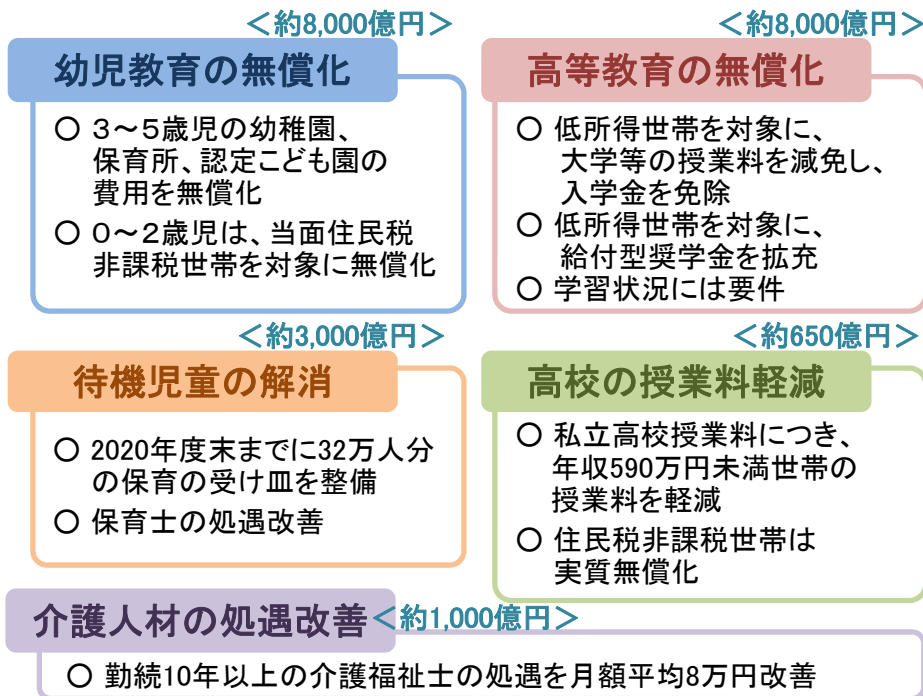 <約8,000億円>
幼児教育の無償化
○ 3～5歳児の幼稚園、
保育所、認定こども園の
費用を無償化
○ 0～2歳児は、当面住民税
非課税世帯を対象に無償化
<約8,000億円>
高等教育の無償化
○ 低所得世帯を対象に、
大学等の授業料を減免し、
入学金を免除
○ 低所得世帯を対象に、
給付型奨学金を拡充
○ 学習状況には要件
<約3,000億円>
待機児童の解消
○ 2020年度末までに32万人分
の保育の受け皿を整備
○ 保育士の処遇改善
<約650億円>
高校の授業料軽減
○ 私立高校授業料につき、
年収590万円未満世帯の
授業料を軽減
○ 住民税非課税世帯は
実質無償化
介護人材の処遇改善<約1,000億円>
○ 勤続10年以上の介護福祉士の処遇を月額平均8万円改善